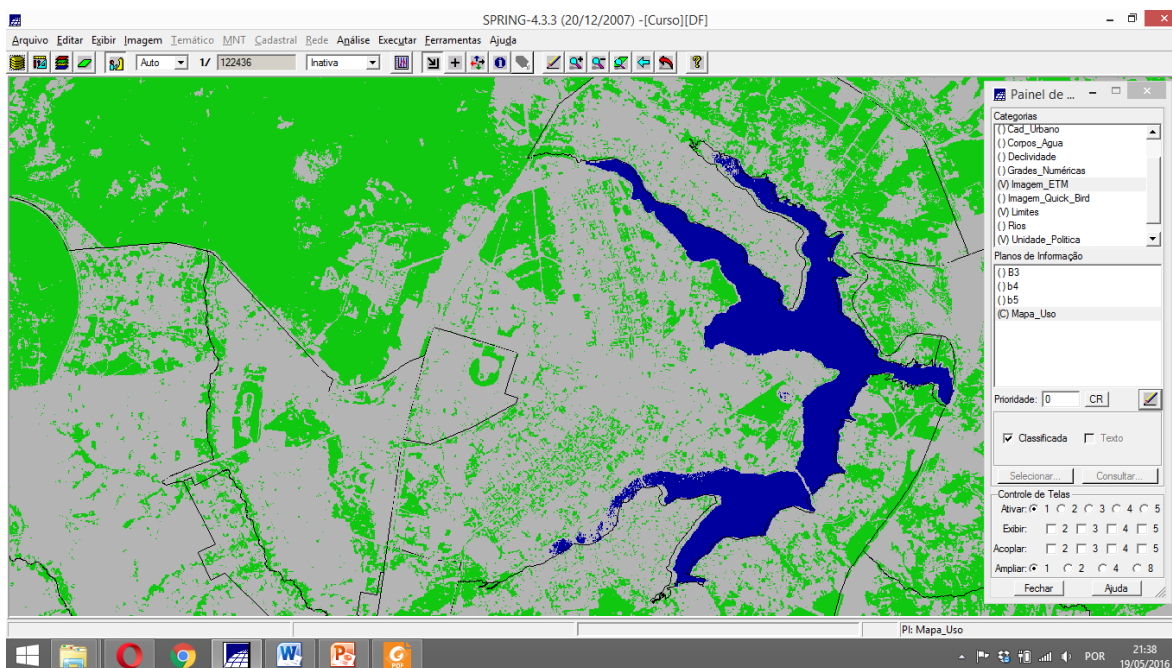 SPRING-4.3.3 (20/12/2007) -[Curso][DF]
Arquivo Editar Exibir Imagem Temático MNT Cadastral Rede Análise Executar Ferramentas Ajuda
Auto 1/ 122436 Inativa
Painel de ...
Categorias
() Cad_Urbano
() Corpos_Agua
() Declividade
() Grades_Numéricas
(V) Imagem_ETM
() Imagem_Quick_Bird
(V) Limites
() Rios
(V) Unidade_Politica
Planos de Informação
() B3
() b4
() b5
(C) Mapa_Uso
Prioridade: 0 CR
Classificada Texto
Selecionar... Consultar...
Controle de Telas
Ativar: 1 2 3 4 5
Exibir: 2 3 4 5
Acoplar: 2 3 4 5
Ampliar: 1 2 4 8
Fechar Ajuda
PI: Mapa_Uso
POR
21:38
19/05/2016